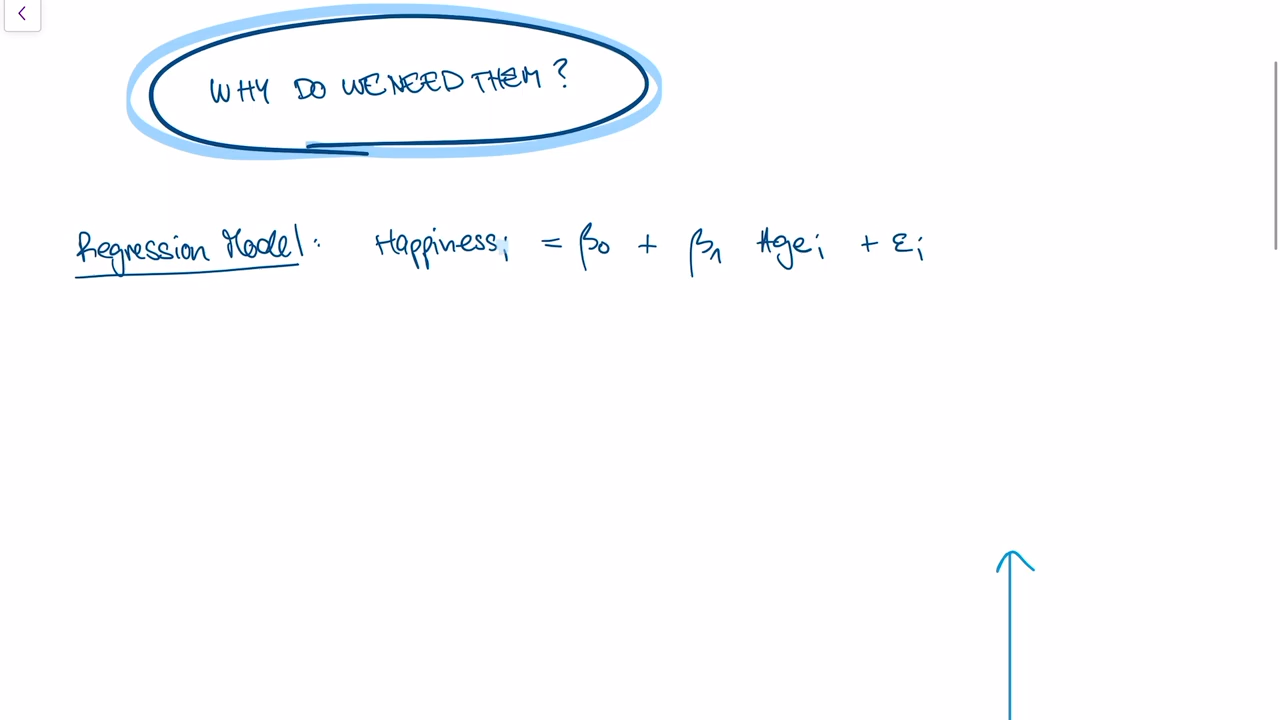 WHY DO WE NEED THEM?
Regression Model: Happinessᵢ = β₀ + β₁ Ageᵢ + εᵢ